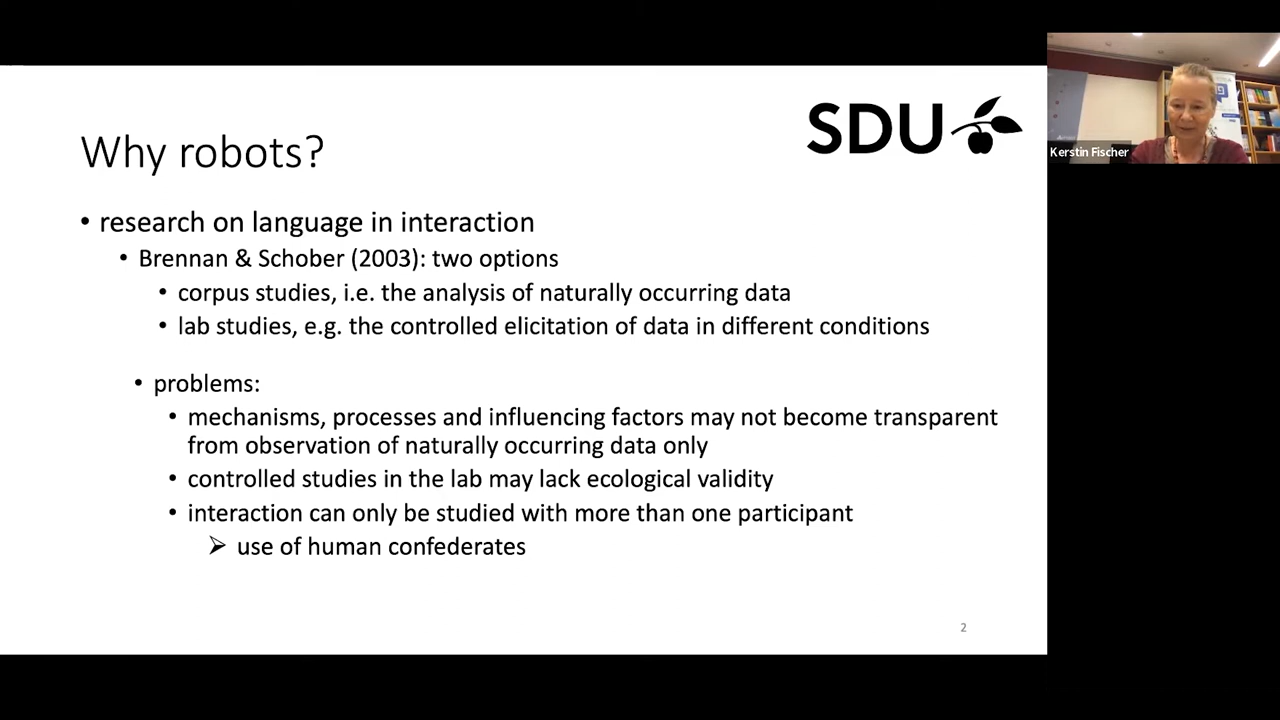 Why robots?
SDU
Kerstin Fischer
• research on language in interaction
• Brennan & Schober (2003): two options
• corpus studies, i.e. the analysis of naturally occurring data
• lab studies, e.g. the controlled elicitation of data in different conditions
• problems:
• mechanisms, processes and influencing factors may not become transparent
from observation of naturally occurring data only
• controlled studies in the lab may lack ecological validity
• interaction can only be studied with more than one participant
➢ use of human confederates
2